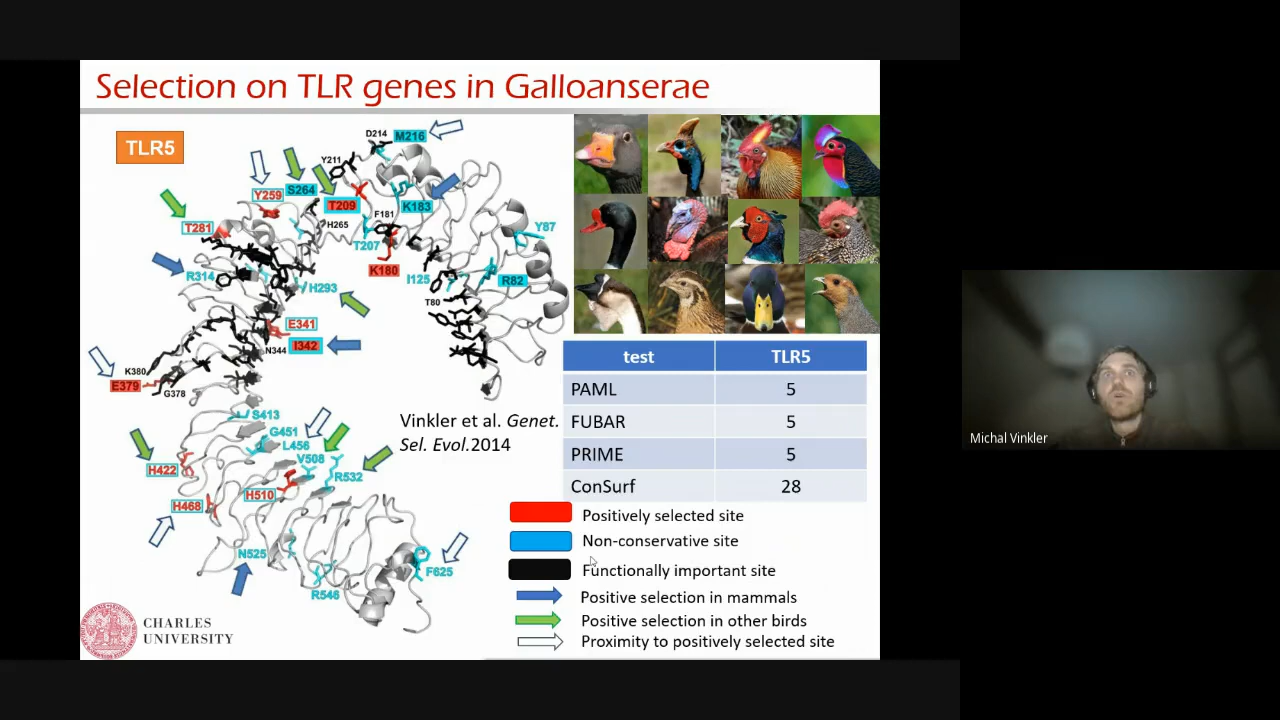 Selection on TLR genes in Galloanserae
TLR5
D214
M216
Y211
Y259
S264
T209
K183
T281
H265
F181
T207
Y87
K180
R314
H293
I125
R82
T80
E341
N344
I342
K380
E379
G378
S413
G451
L456
V508
H422
R532
H510
H468
N525
F625
R546
Vinkler et al. Genet.
Sel. Evol.2014
test TLR5
PAML 5
FUBAR 5
PRIME 5
ConSurf 28
Positively selected site
Non-conservative site
Functionally important site
Positive selection in mammals
Positive selection in other birds
Proximity to positively selected site
CHARLES
UNIVERSITY
Michal Vinkler